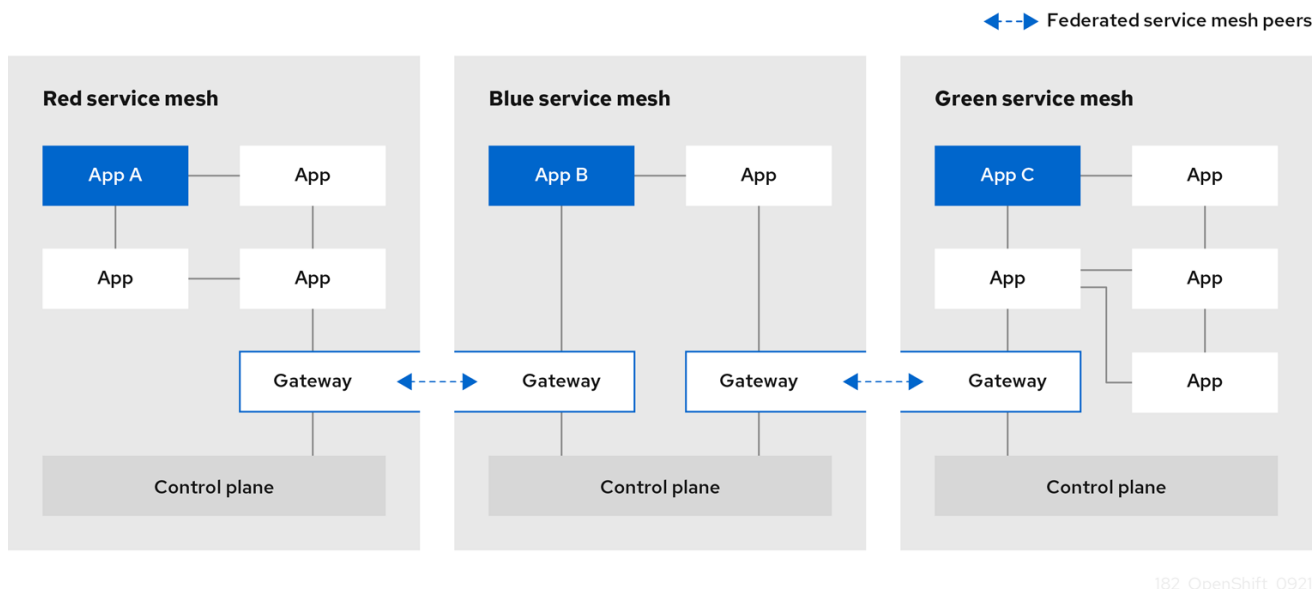 Federated service mesh peers
Red service mesh
App A
App
App
App
Gateway
Control plane
Blue service mesh
App B
App
Gateway
Gateway
Control plane
Green service mesh
App C
App
App
App
Gateway
App
Control plane
182_OpenShift_0921